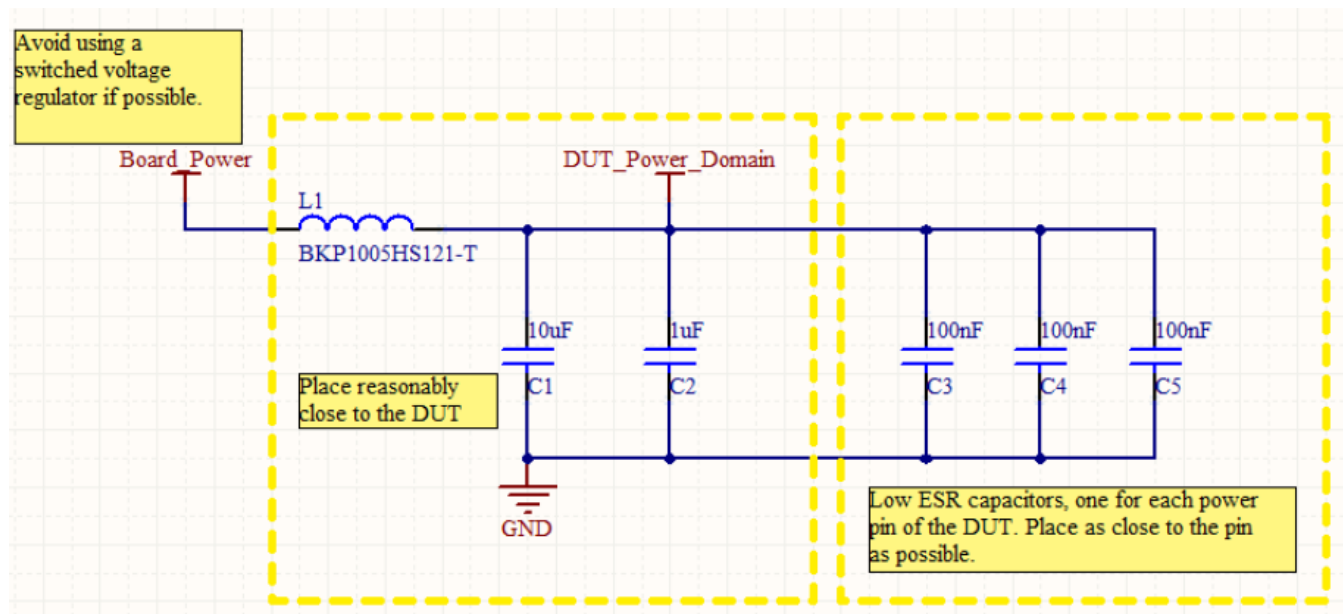 Avoid using a
switched voltage
regulator if possible.
Board_Power
DUT_Power_Domain
L1
BKP1005HS121-T
10uF
1uF
100nF
100nF
100nF
C1
C2
C3
C4
C5
Place reasonably
close to the DUT
GND
Low ESR capacitors, one for each power
pin of the DUT. Place as close to the pin
as possible.